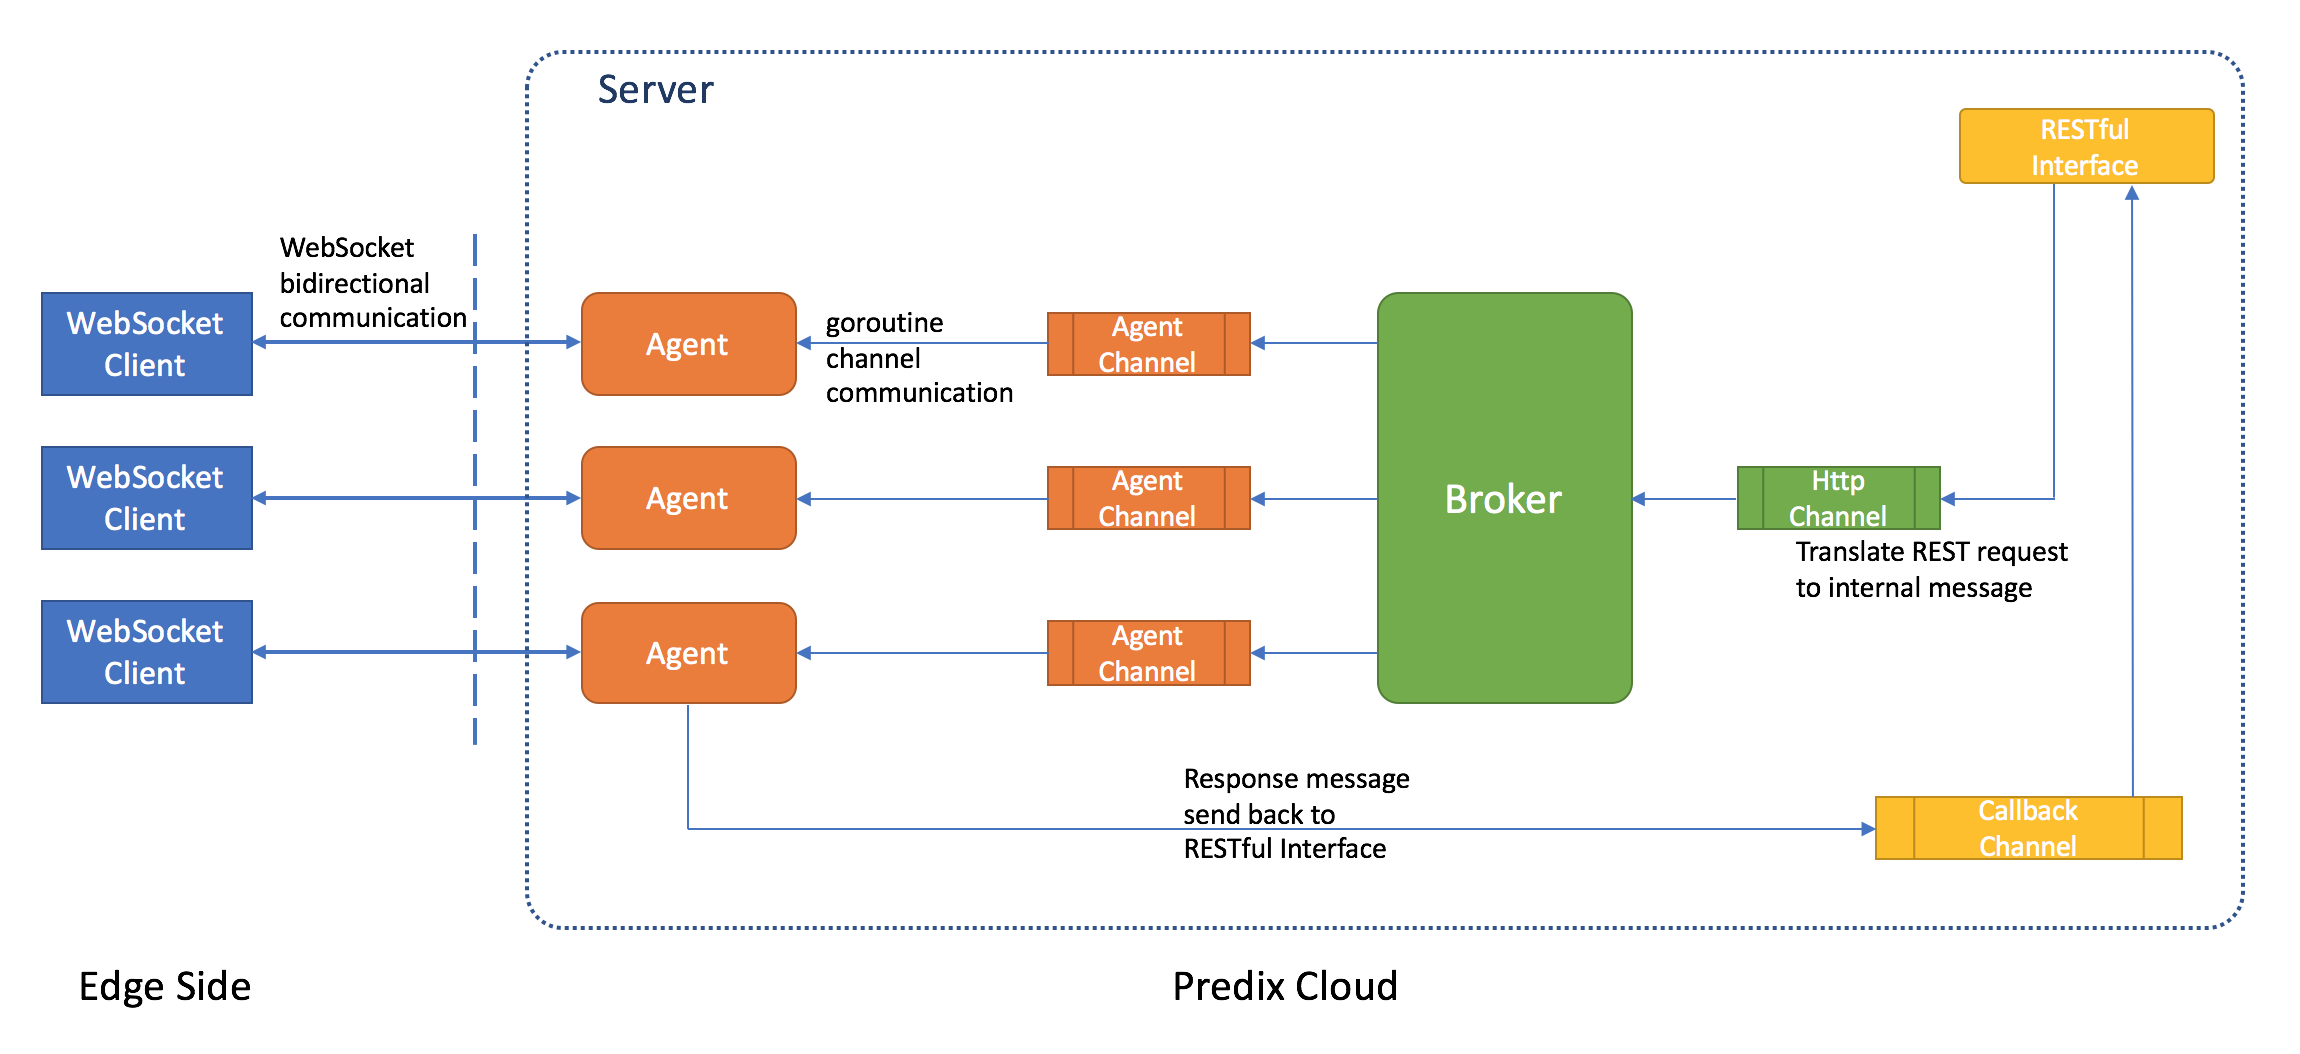 Server
RESTful
Interface
WebSocket
bidirectional
communication
WebSocket
Client
Agent
goroutine
channel
communication
Agent
Channel
WebSocket
Client
Agent
Agent
Channel
Broker
Http
Channel
Translate REST request
to internal message
WebSocket
Client
Agent
Agent
Channel
Response message
send back to
RESTful Interface
Callback
Channel
Edge Side
Predix Cloud